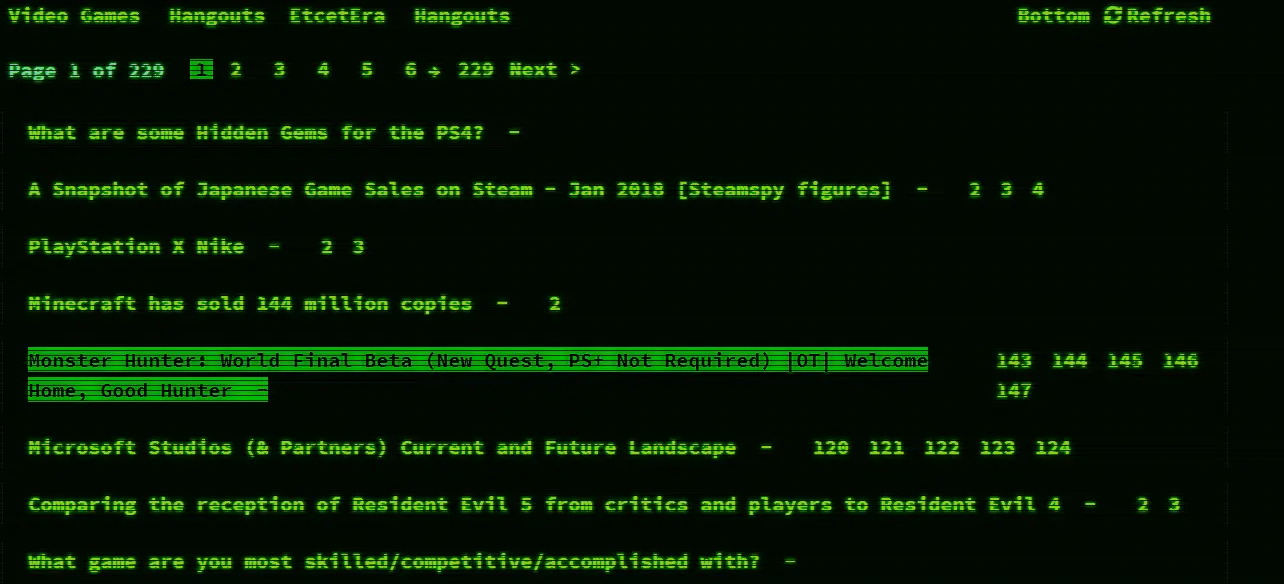 Video Games Hangouts EtcetEra Hangouts Bottom Refresh
Page 1 of 229 1 2 3 4 5 6 → 229 Next >
What are some Hidden Gems for the PS4? –
A Snapshot of Japanese Game Sales on Steam - Jan 2018 [Steamspy figures] – 2 3 4
PlayStation X Nike – 2 3
Minecraft has sold 144 million copies – 2
Monster Hunter: World Final Beta (New Quest, PS+ Not Required) |OT| Welcome 143 144 145 146
Home, Good Hunter – 147
Microsoft Studios (& Partners) Current and Future Landscape – 120 121 122 123 124
Comparing the reception of Resident Evil 5 from critics and players to Resident Evil 4 – 2 3
What game are you most skilled/competitive/accomplished with? –